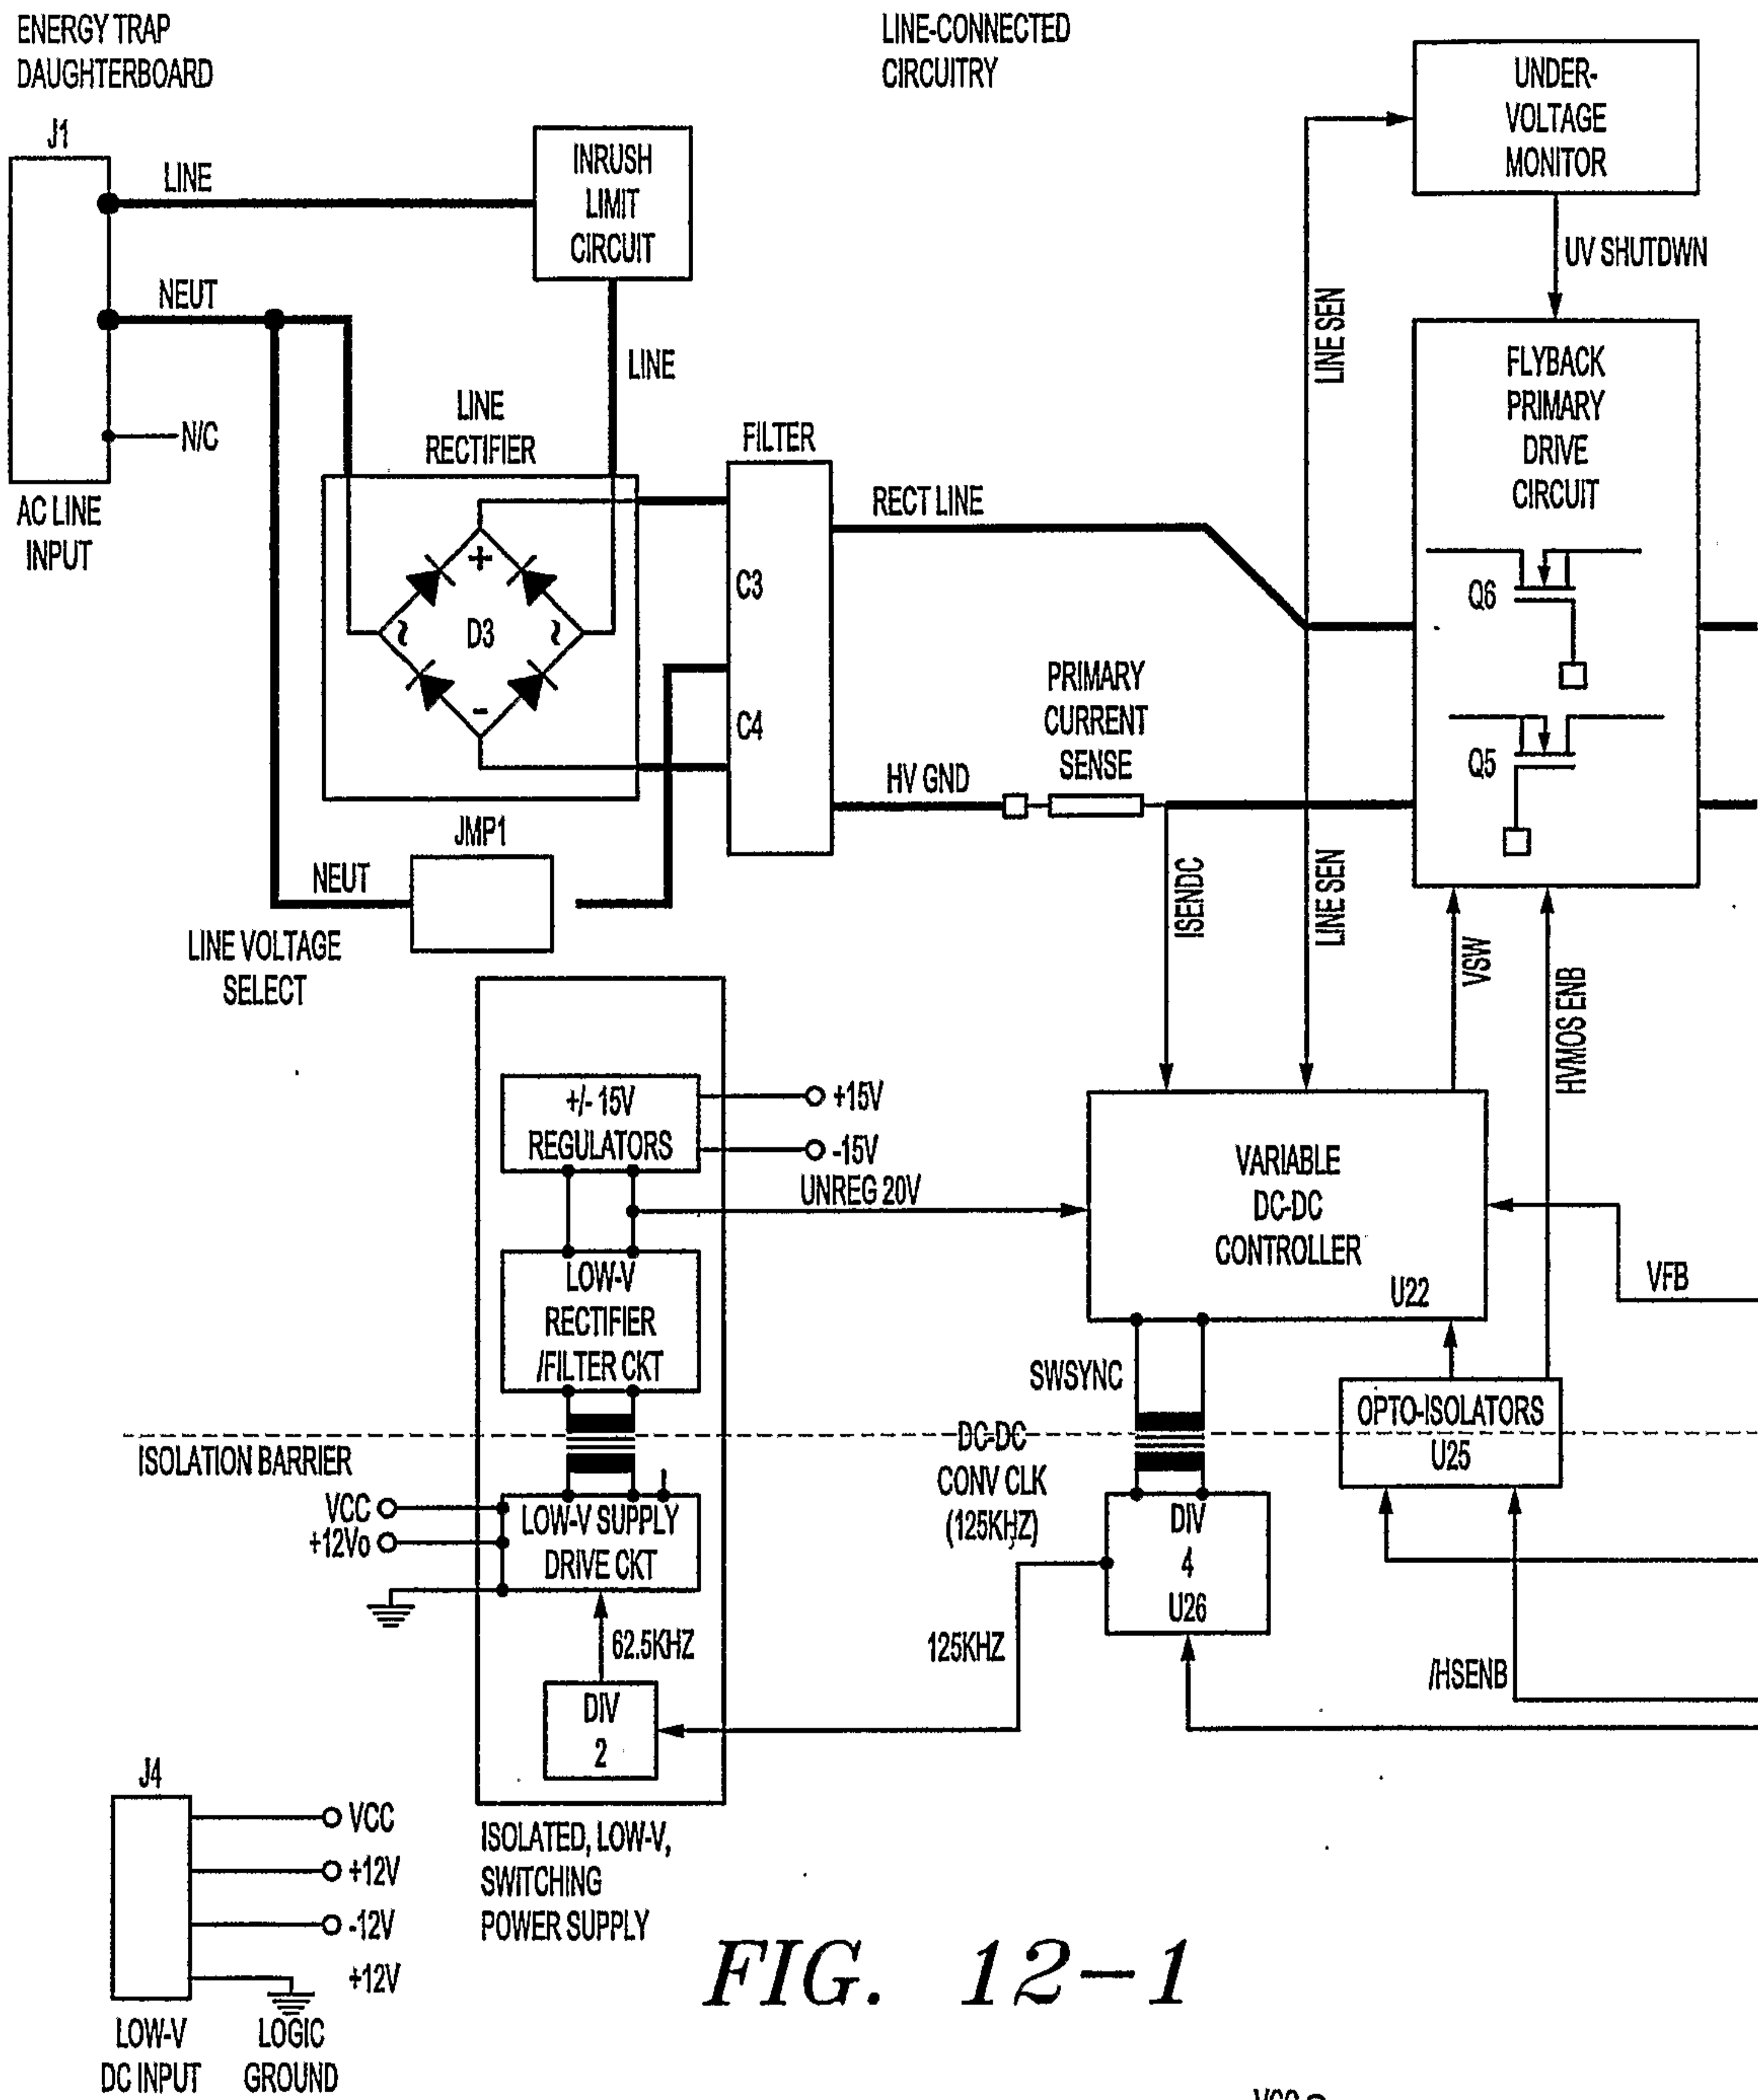 ENERGY TRAP
DAUGHTERBOARD
LINE-CONNECTED
CIRCUITRY
J1
LINE
NEUT
N/C
AC LINE
INPUT
INRUSH
LIMIT
CIRCUIT
LINE
LINE
RECTIFIER
+
~
D3
~
-
FILTER
C3
C4
RECT LINE
HV GND
PRIMARY
CURRENT
SENSE
LINE SEN
UNDER-
VOLTAGE
MONITOR
UV SHUTDWN
FLYBACK
PRIMARY
DRIVE
CIRCUIT
Q6
Q5
JMP1
NEUT
LINE VOLTAGE
SELECT
ISENDC
LINE SEN
VSW
HVMOS ENB
+/- 15V
REGULATORS
+15V
-15V
UNREG 20V
LOW-V
RECTIFIER
/FILTER CKT
VARIABLE
DC-DC
CONTROLLER
U22
VFB
SWSYNC
OPTO-ISOLATORS
U25
ISOLATION BARRIER
DC-DC
CONV CLK
(125KHZ)
VCC
+12Vo
LOW-V SUPPLY
DRIVE CKT
DIV
4
U26
62.5KHZ
125KHZ
/HSENB
DIV
2
J4
VCC
+12V
-12V
+12V
LOW-V
DC INPUT
LOGIC
GROUND
ISOLATED, LOW-V,
SWITCHING
POWER SUPPLY
FIG. 12-1